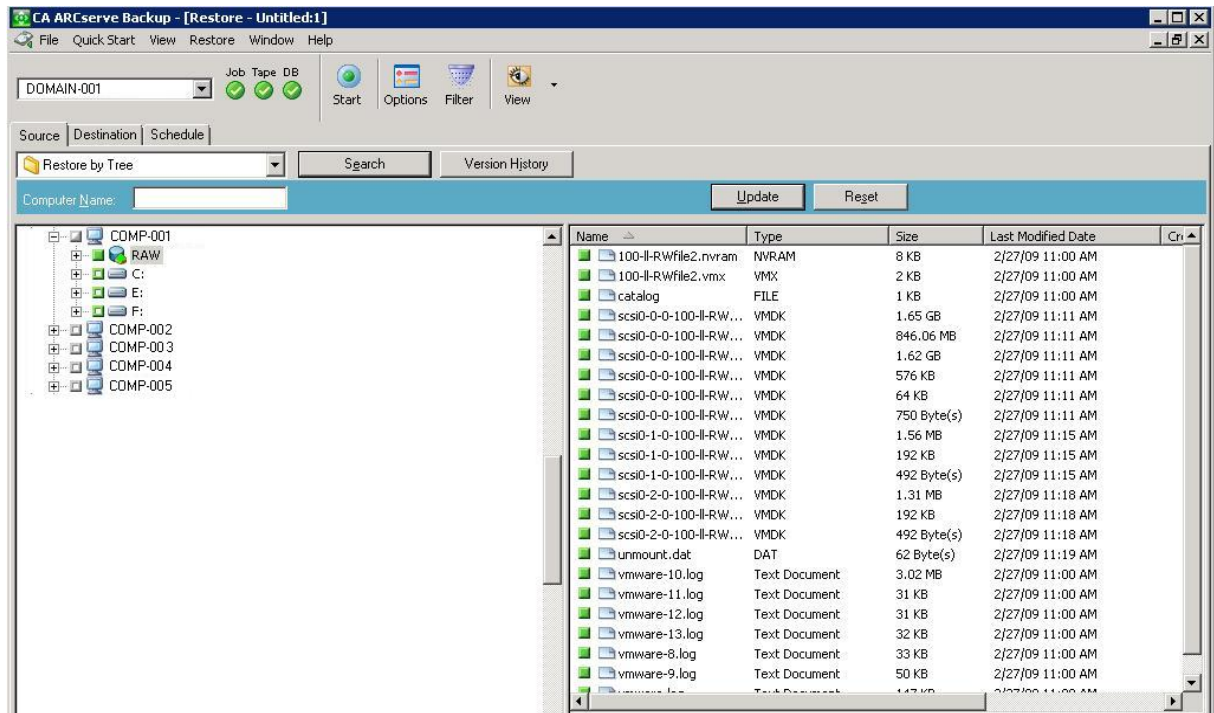 CA ARCserve Backup - [Restore - Untitled:1]
File Quick Start View Restore Window Help
DOMAIN-001
Job Tape DB
Start Options Filter View
Source Destination Schedule
Restore by Tree Search Version History
Computer Name: Update Reset
COMP-001
RAW
C:
E:
F:
COMP-002
COMP-003
COMP-004
COMP-005
Name Type Size Last Modified Date
100-ll-RWfile2.nvram NVRAM 8 KB 2/27/09 11:00 AM
100-ll-RWfile2.vmx VMX 2 KB 2/27/09 11:00 AM
catalog FILE 1 KB 2/27/09 11:00 AM
scsi0-0-0-100-ll-RW... VMDK 1.65 GB 2/27/09 11:11 AM
scsi0-0-0-100-ll-RW... VMDK 846.06 MB 2/27/09 11:11 AM
scsi0-0-0-100-ll-RW... VMDK 1.62 GB 2/27/09 11:11 AM
scsi0-0-0-100-ll-RW... VMDK 576 KB 2/27/09 11:11 AM
scsi0-0-0-100-ll-RW... VMDK 64 KB 2/27/09 11:11 AM
scsi0-0-0-100-ll-RW... VMDK 750 Byte(s) 2/27/09 11:11 AM
scsi0-1-0-100-ll-RW... VMDK 1.56 MB 2/27/09 11:15 AM
scsi0-1-0-100-ll-RW... VMDK 192 KB 2/27/09 11:15 AM
scsi0-1-0-100-ll-RW... VMDK 492 Byte(s) 2/27/09 11:15 AM
scsi0-2-0-100-ll-RW... VMDK 1.31 MB 2/27/09 11:18 AM
scsi0-2-0-100-ll-RW... VMDK 192 KB 2/27/09 11:18 AM
scsi0-2-0-100-ll-RW... VMDK 492 Byte(s) 2/27/09 11:18 AM
unmount.dat DAT 62 Byte(s) 2/27/09 11:19 AM
vmware-10.log Text Document 3.02 MB 2/27/09 11:00 AM
vmware-11.log Text Document 31 KB 2/27/09 11:00 AM
vmware-12.log Text Document 31 KB 2/27/09 11:00 AM
vmware-13.log Text Document 32 KB 2/27/09 11:00 AM
vmware-8.log Text Document 33 KB 2/27/09 11:00 AM
vmware-9.log Text Document 50 KB 2/27/09 11:00 AM